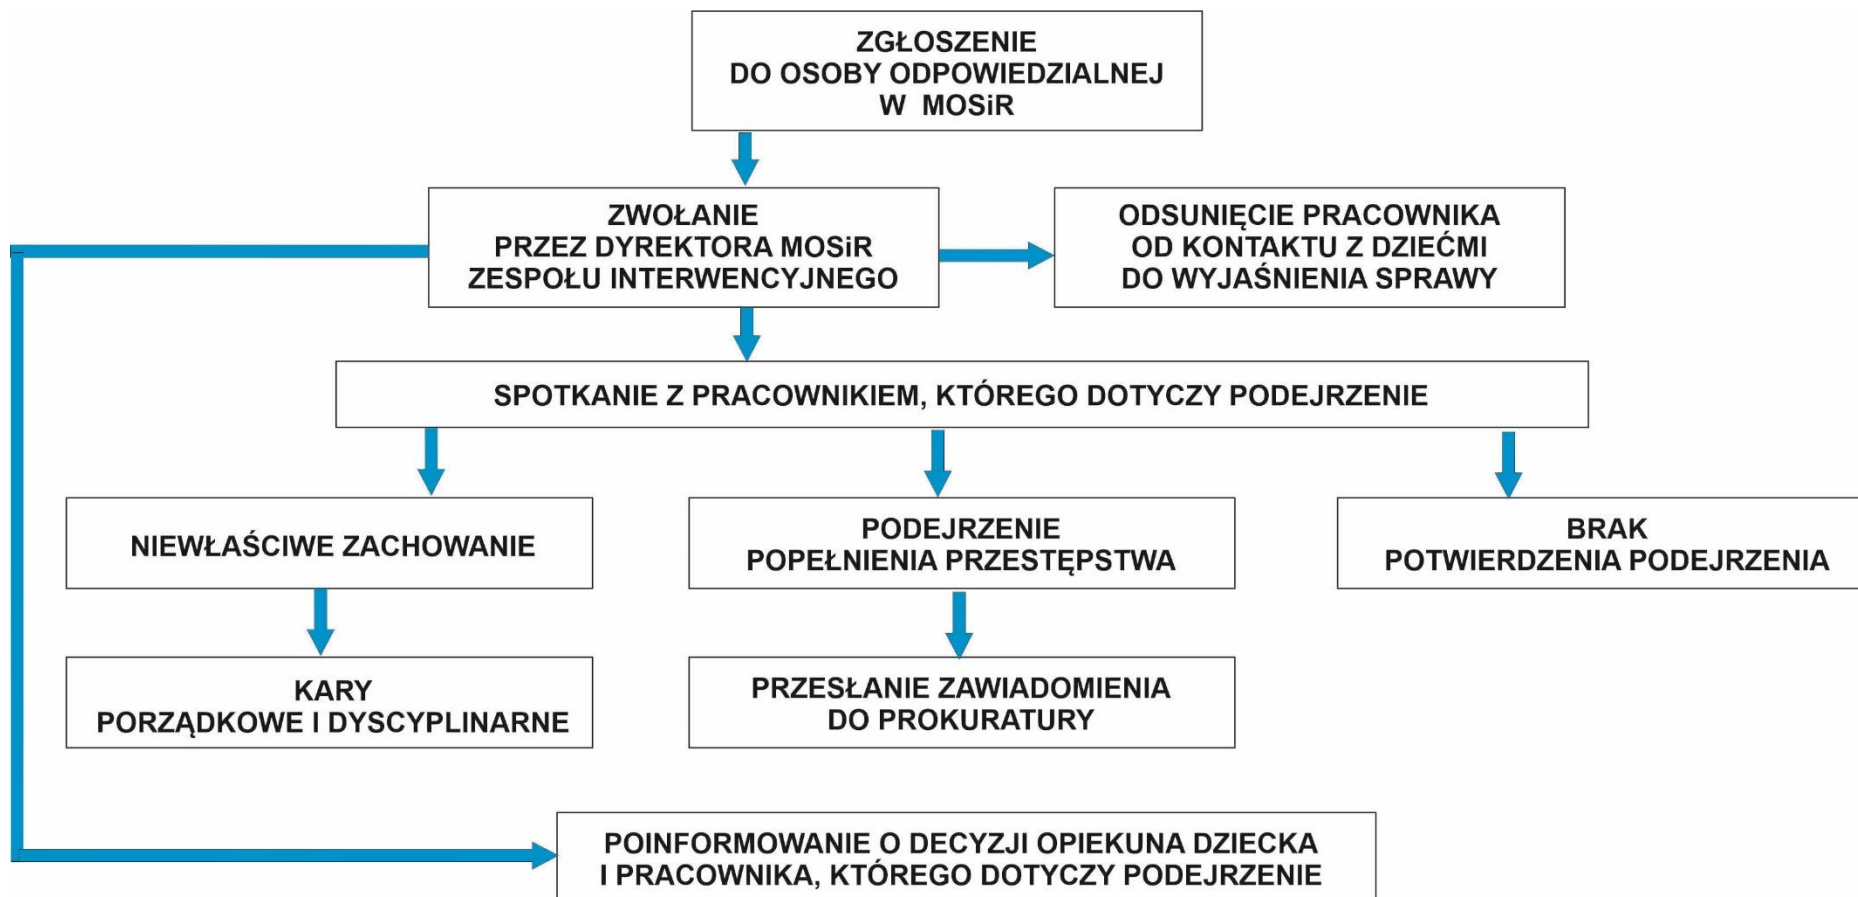 ZGŁOSZENIE
DO OSOBY ODPOWIEDZIALNEJ
W MOSiR
ZWOŁANIE
PRZEZ DYREKTORA MOSiR
ZESPOŁU INTERWENCYJNEGO
ODSUNIĘCIE PRACOWNIKA
OD KONTAKTU Z DZIEĆMI
DO WYJAŚNIENIA SPRAWY
SPOTKANIE Z PRACOWNIKIEM, KTÓREGO DOTYCZY PODEJRZENIE
NIEWŁAŚCIWE ZACHOWANIE
PODEJRZENIE
POPEŁNIENIA PRZESTĘPSTWA
BRAK
POTWIERDZENIA PODEJRZENIA
KARY
PORZĄDKOWE I DYSCYPLINARNE
PRZESŁANIE ZAWIADOMIENIA
DO PROKURATURY
POINFORMOWANIE O DECYZJI OPIEKUNA DZIECKA
I PRACOWNIKA, KTÓREGO DOTYCZY PODEJRZENIE